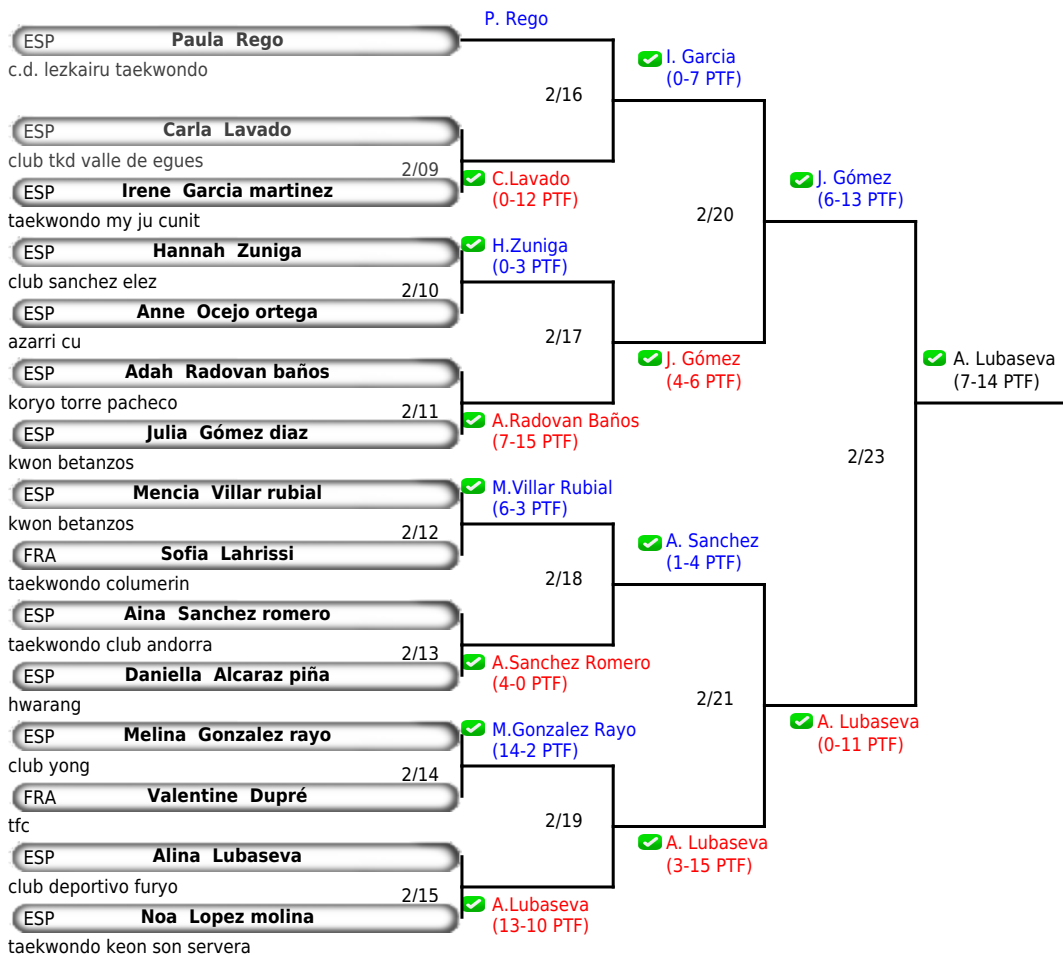 P. Rego
ESP Paula Rego
c.d. lezkairu taekwondo
I. Garcia
(0-7 PTF)
2/16
ESP Carla Lavado
club tkd valle de egues
2/09
C.Lavado
(0-12 PTF)
J. Gómez
(6-13 PTF)
ESP Irene Garcia martinez
taekwondo my ju cunit
2/20
ESP Hannah Zuniga
H.Zuniga
(0-3 PTF)
club sanchez elez
2/10
ESP Anne Ocejo ortega
azarri cu
2/17
J. Gómez
(4-6 PTF)
A. Lubaseva
(7-14 PTF)
ESP Adah Radovan baños
koryo torre pacheco
2/11
A.Radovan Baños
(7-15 PTF)
ESP Julia Gómez diaz
kwon betanzos
2/23
ESP Mencia Villar rubial
M.Villar Rubial
(6-3 PTF)
kwon betanzos
2/12
ESP Aina Sanchez romero
FRA Sofia Lahrissi
taekwondo columerin
A. Sanchez
(1-4 PTF)
2/18
taekwondo club andorra
2/13
A.Sanchez Romero
(4-0 PTF)
ESP Daniella Alcaraz piña
hwarang
2/21
ESP Melina Gonzalez rayo
M.Gonzalez Rayo
(14-2 PTF)
A. Lubaseva
(0-11 PTF)
club yong
2/14
FRA Valentine Dupré
tfc
2/19
A. Lubaseva
(3-15 PTF)
ESP Alina Lubaseva
club deportivo furyo
2/15
A.Lubaseva
(13-10 PTF)
ESP Noa Lopez molina
taekwondo keon son servera